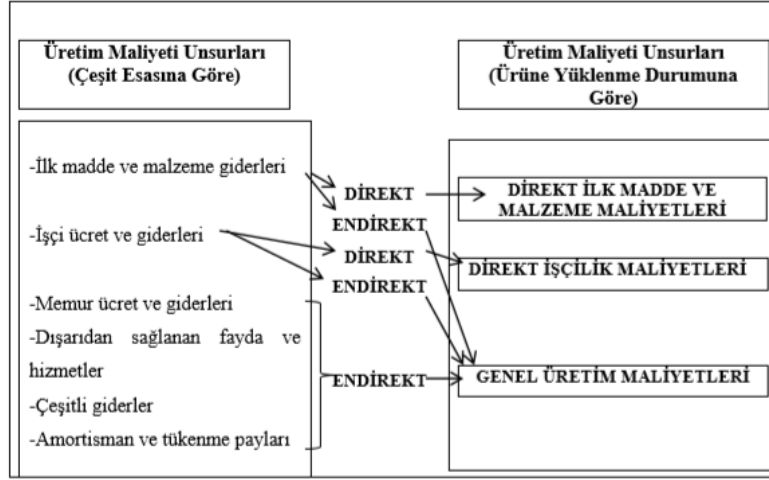 Üretim Maliyeti Unsurları
(Çeşit Esasına Göre)
Üretim Maliyeti Unsurları
(Ürüne Yüklenme Durumuna
Göre)
-İlk madde ve malzeme giderleri
-İşçi ücret ve giderleri
-Memur ücret ve giderleri
-Dışarıdan sağlanan fayda ve
hizmetler
-Çeşitli giderler
-Amortisman ve tükenme payları
DİREKT
ENDİREKT
DİREKT
ENDİREKT
ENDİREKT
DİREKT İLK MADDE VE
MALZEME MALİYETLERİ
DİREKT İŞÇİLİK MALİYETLERİ
GENEL ÜRETİM MALİYETLERİ